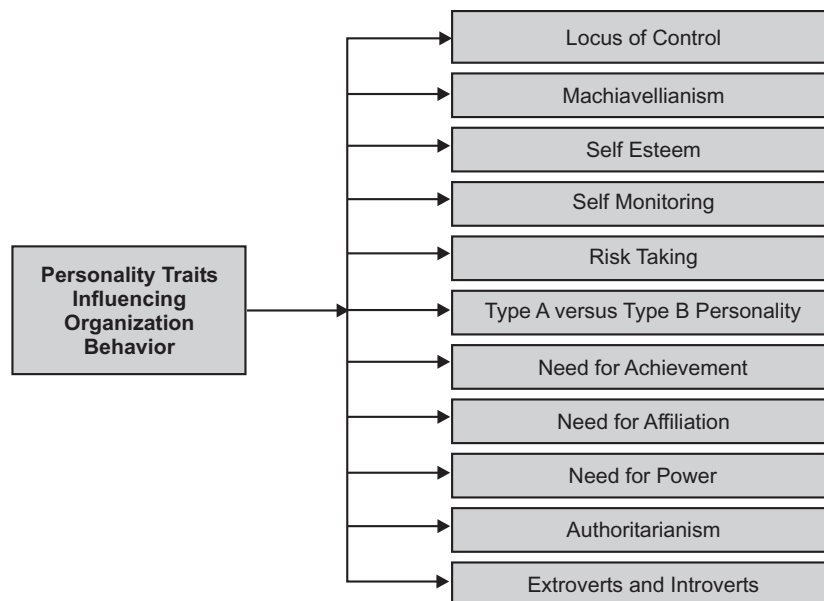 Personality Traits
Influencing
Organization
Behavior
Locus of Control
Machiavellianism
Self Esteem
Self Monitoring
Risk Taking
Type A versus Type B Personality
Need for Achievement
Need for Affiliation
Need for Power
Authoritarianism
Extroverts and Introverts